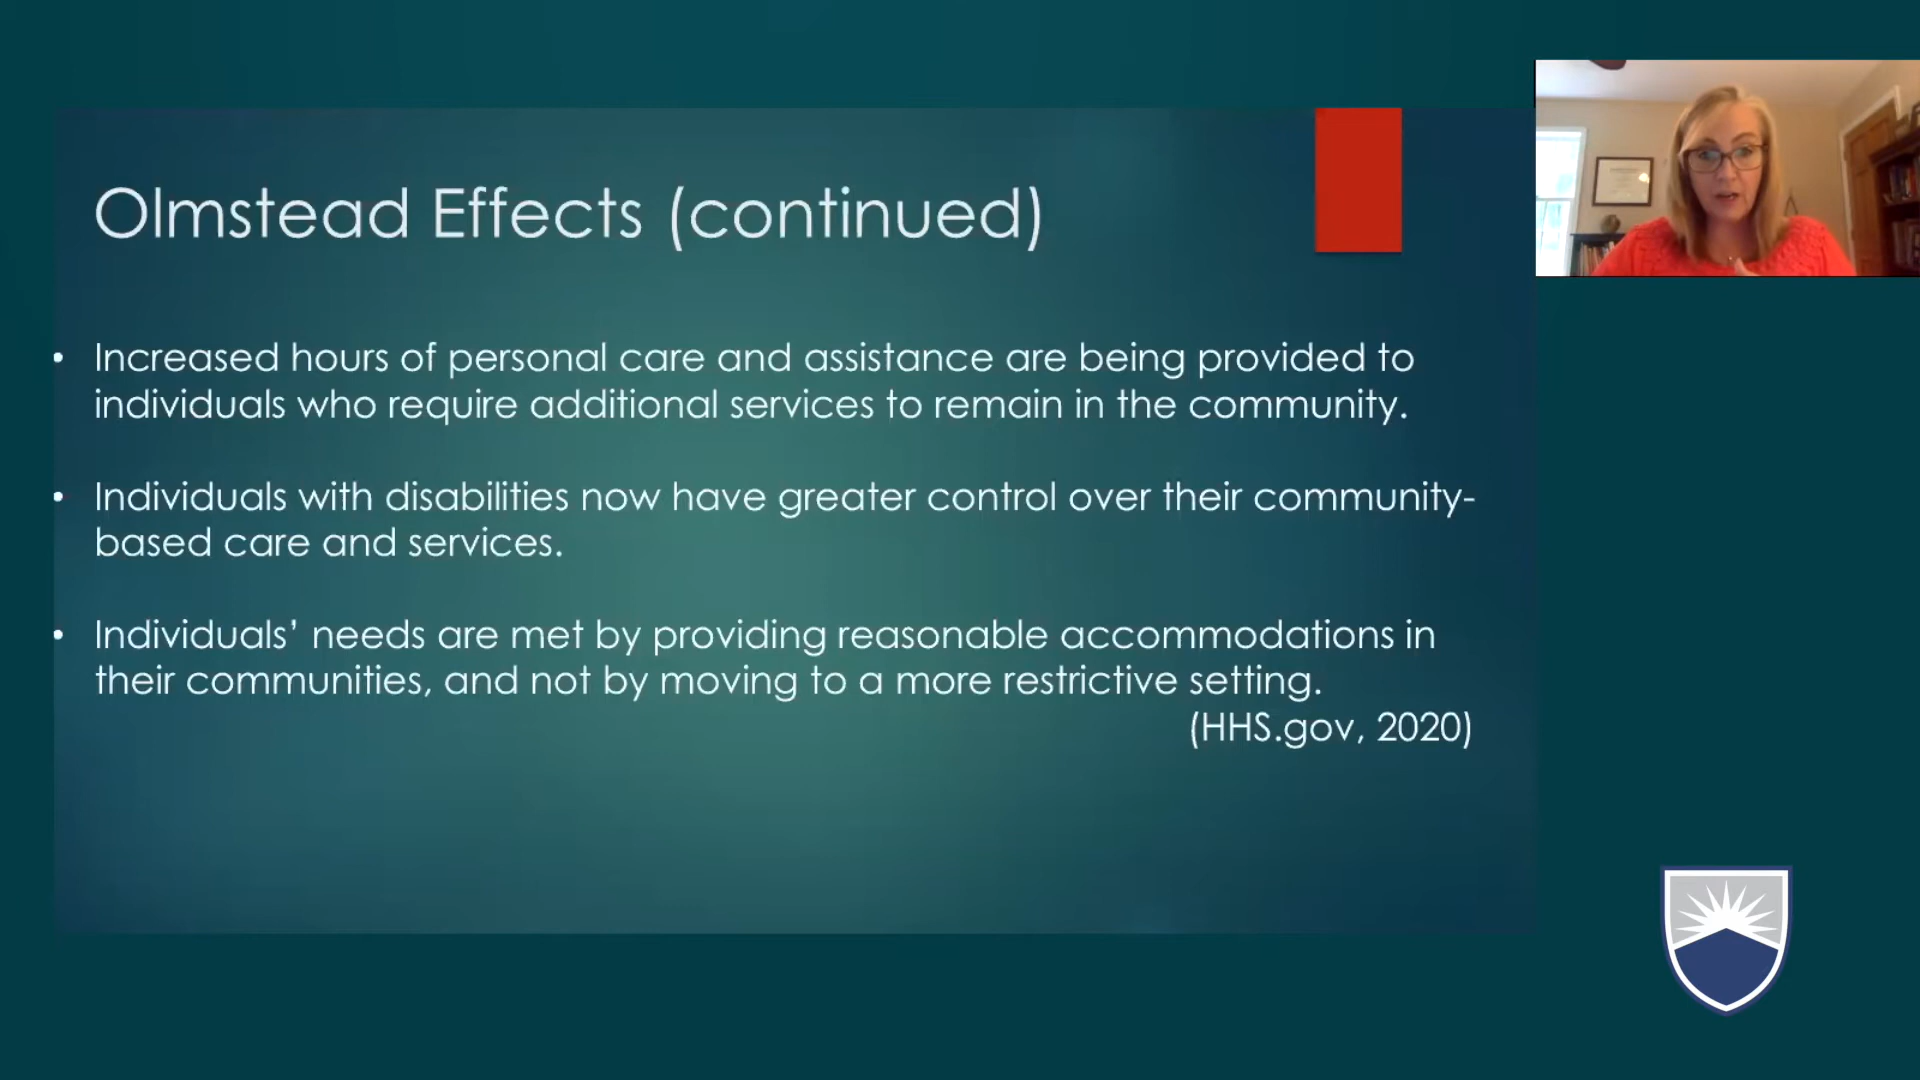 Olmstead Effects (continued)
• Increased hours of personal care and assistance are being provided to
individuals who require additional services to remain in the community.
• Individuals with disabilities now have greater control over their community-
based care and services.
• Individuals’ needs are met by providing reasonable accommodations in
their communities, and not by moving to a more restrictive setting.
(HHS.gov, 2020)